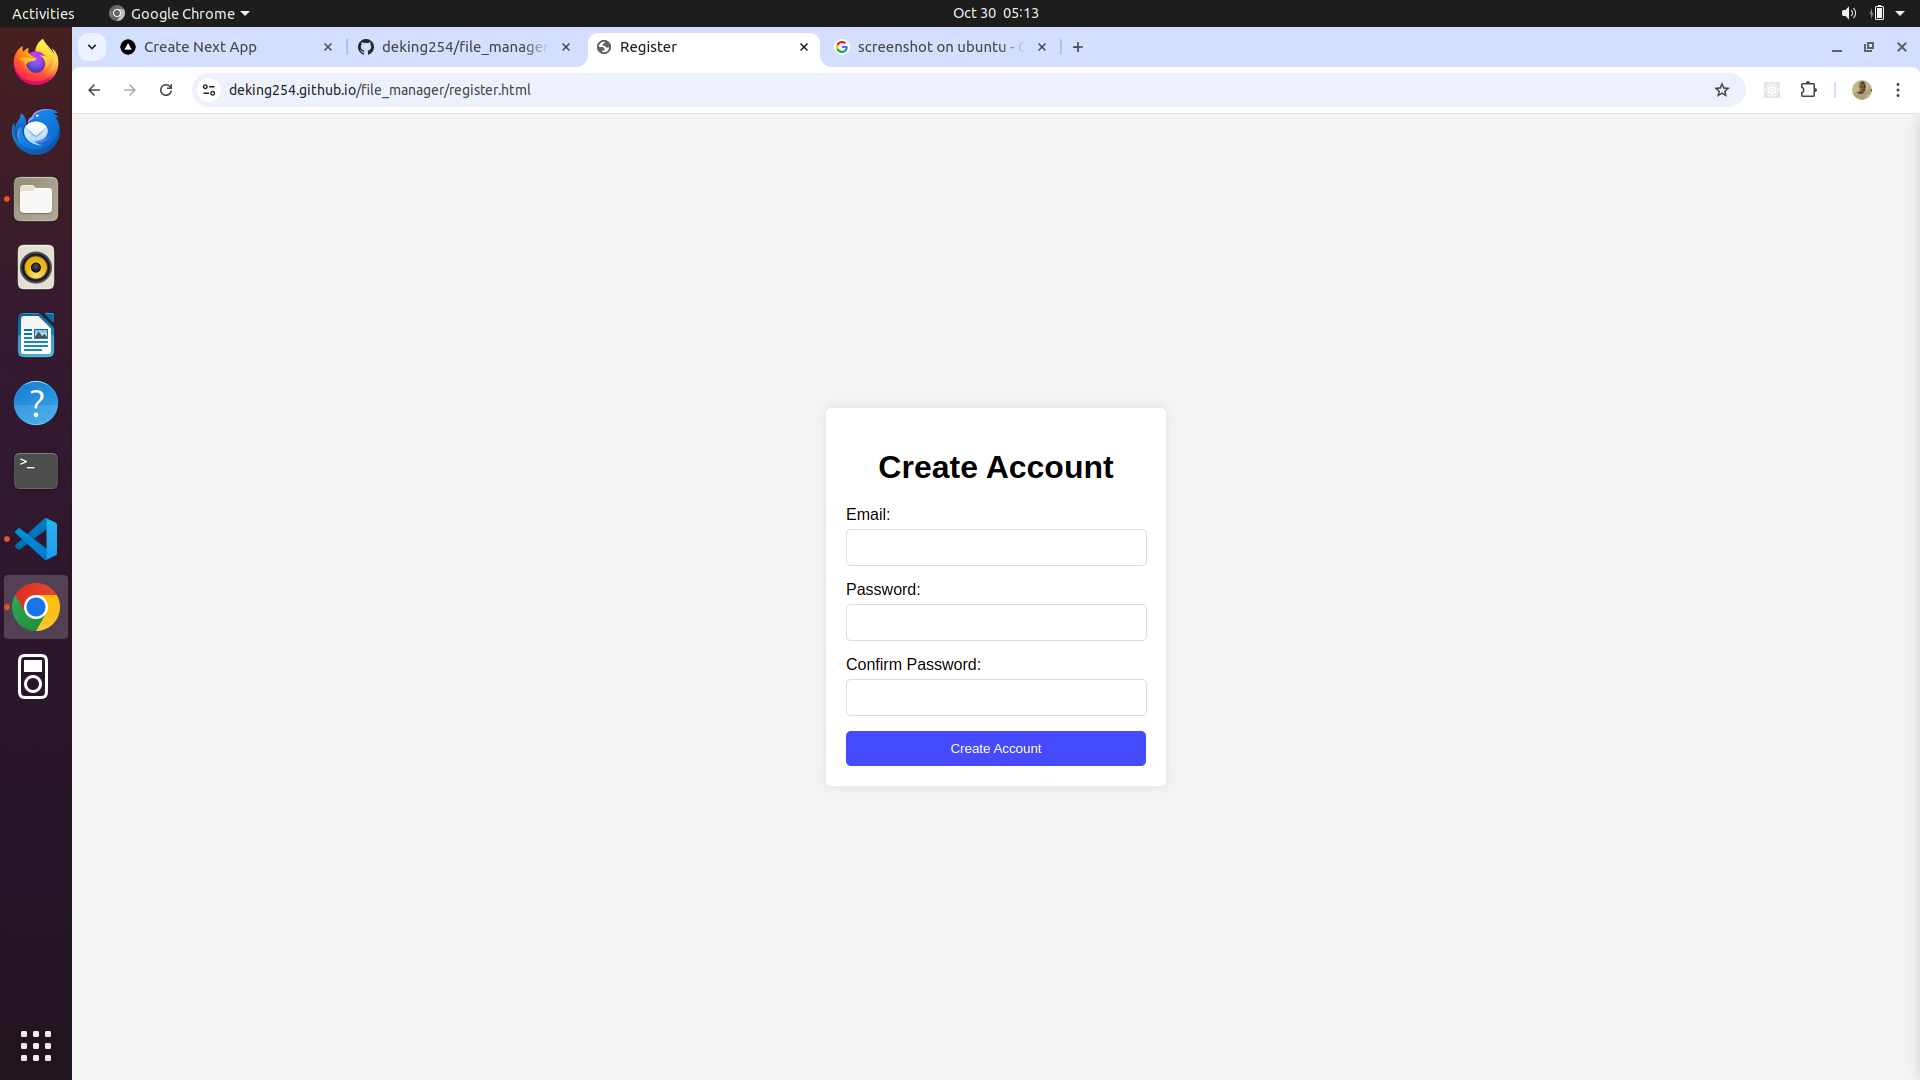 Activities
Google Chrome
Oct 30 05:13
Create Next App
deking254/file_manager
Register
screenshot on ubuntu -
deking254.github.io/file_manager/register.html
Create Account
Email:
Password:
Confirm Password:
Create Account